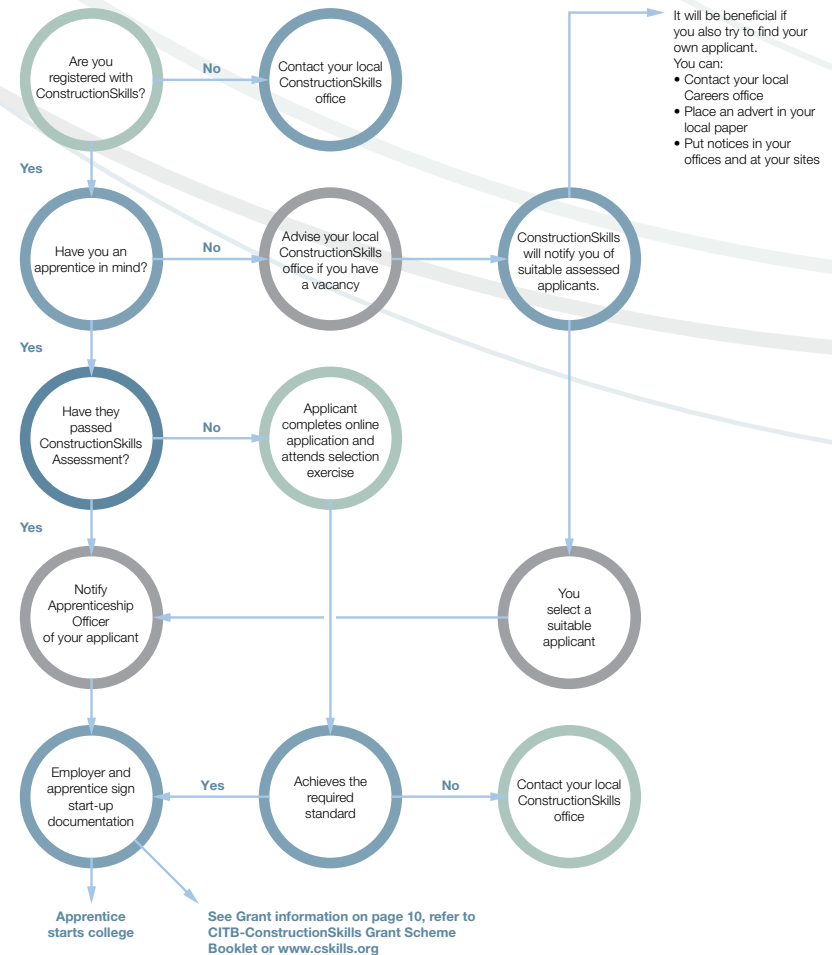 Are you
registered with
ConstructionSkills?
No
Contact your local
ConstructionSkills
office
It will be beneficial if
you also try to find your
own applicant.
You can:
• Contact your local
Careers office
• Place an advert in your
local paper
• Put notices in your
offices and at your sites
Yes
Have you an
apprentice in mind?
No
Advise your local
ConstructionSkills
office if you have
a vacancy
ConstructionSkills
will notify you of
suitable assessed
applicants.
Yes
Have they
passed
ConstructionSkills
Assessment?
No
Applicant
completes online
application and
attends selection
exercise
Yes
Notify
Apprenticeship
Officer
of your applicant
You
select a
suitable
applicant
Employer and
apprentice sign
start-up
documentation
Yes
Achieves the
required
standard
No
Contact your local
ConstructionSkills
office
Apprentice
starts college
See Grant information on page 10, refer to
CITB-ConstructionSkills Grant Scheme
Booklet or www.cskills.org